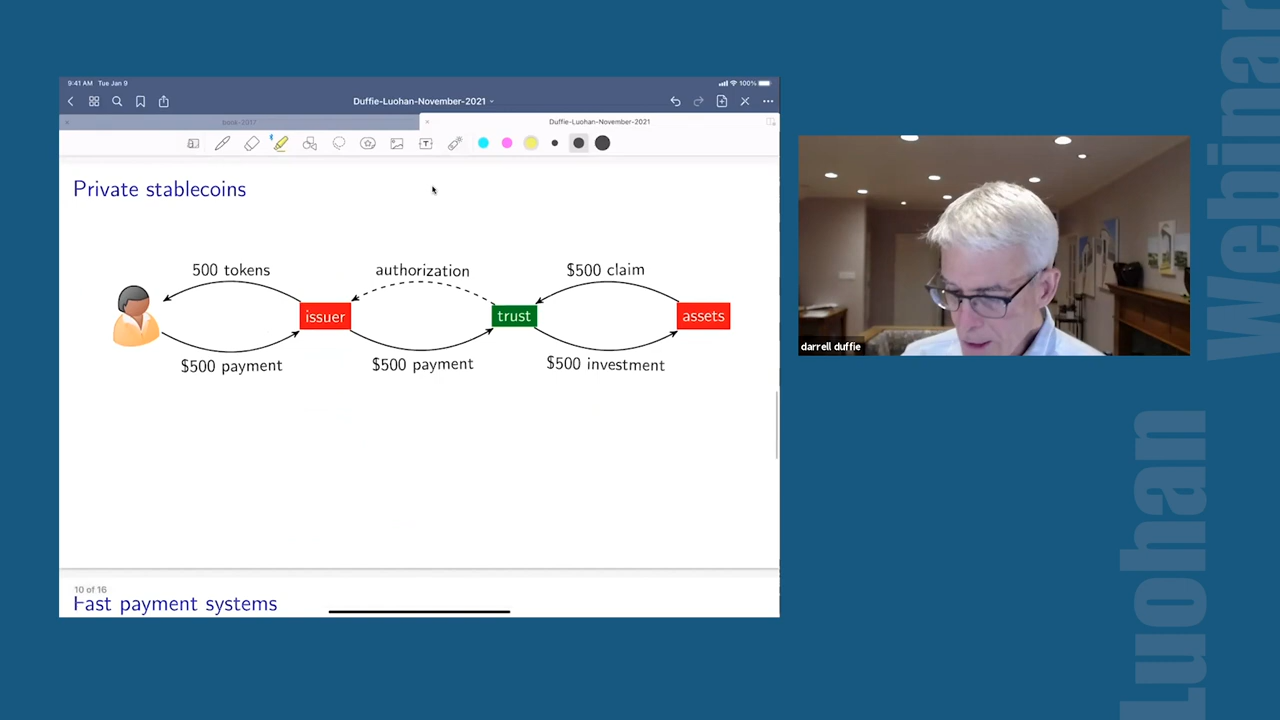 9:41 AM Tue Jan 9
100%
Duffie-Luohan-November-2021
book-2017
Duffie-Luohan-November-2021
T
Private stablecoins
500 tokens
authorization
$500 claim
issuer
trust
assets
$500 payment
$500 payment
$500 investment
10 of 16
Fast payment systems
darrell duffie
Luohan Webinar